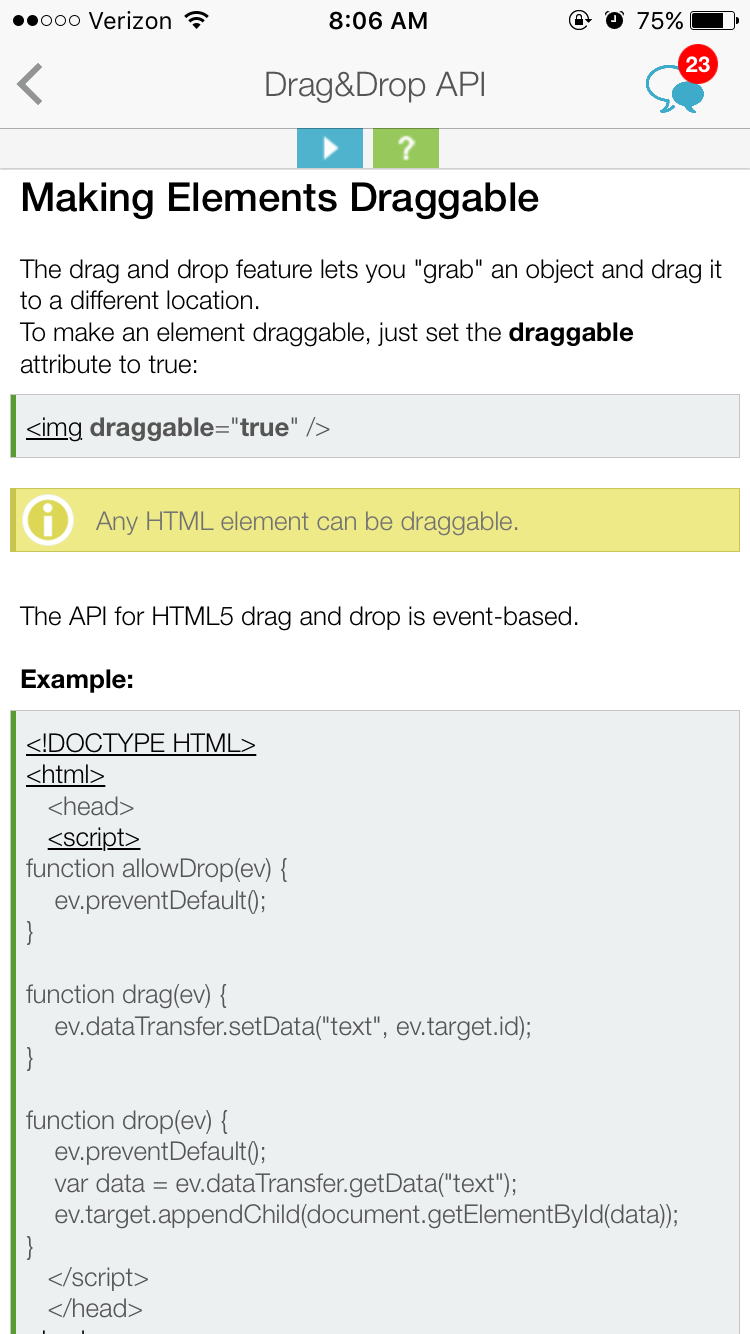 Verizon 8:06 AM 75%
Drag&Drop API 23
?
Making Elements Draggable
The drag and drop feature lets you "grab" an object and drag it
to a different location.
To make an element draggable, just set the draggable
attribute to true:
<img draggable="true" />
Any HTML element can be draggable.
The API for HTML5 drag and drop is event-based.
Example:
<!DOCTYPE HTML>
<html>
<head>
<script>
function allowDrop(ev) {
ev.preventDefault();
}
function drag(ev) {
ev.dataTransfer.setData("text", ev.target.id);
}
function drop(ev) {
ev.preventDefault();
var data = ev.dataTransfer.getData("text");
ev.target.appendChild(document.getElementById(data));
}
</script>
</head>